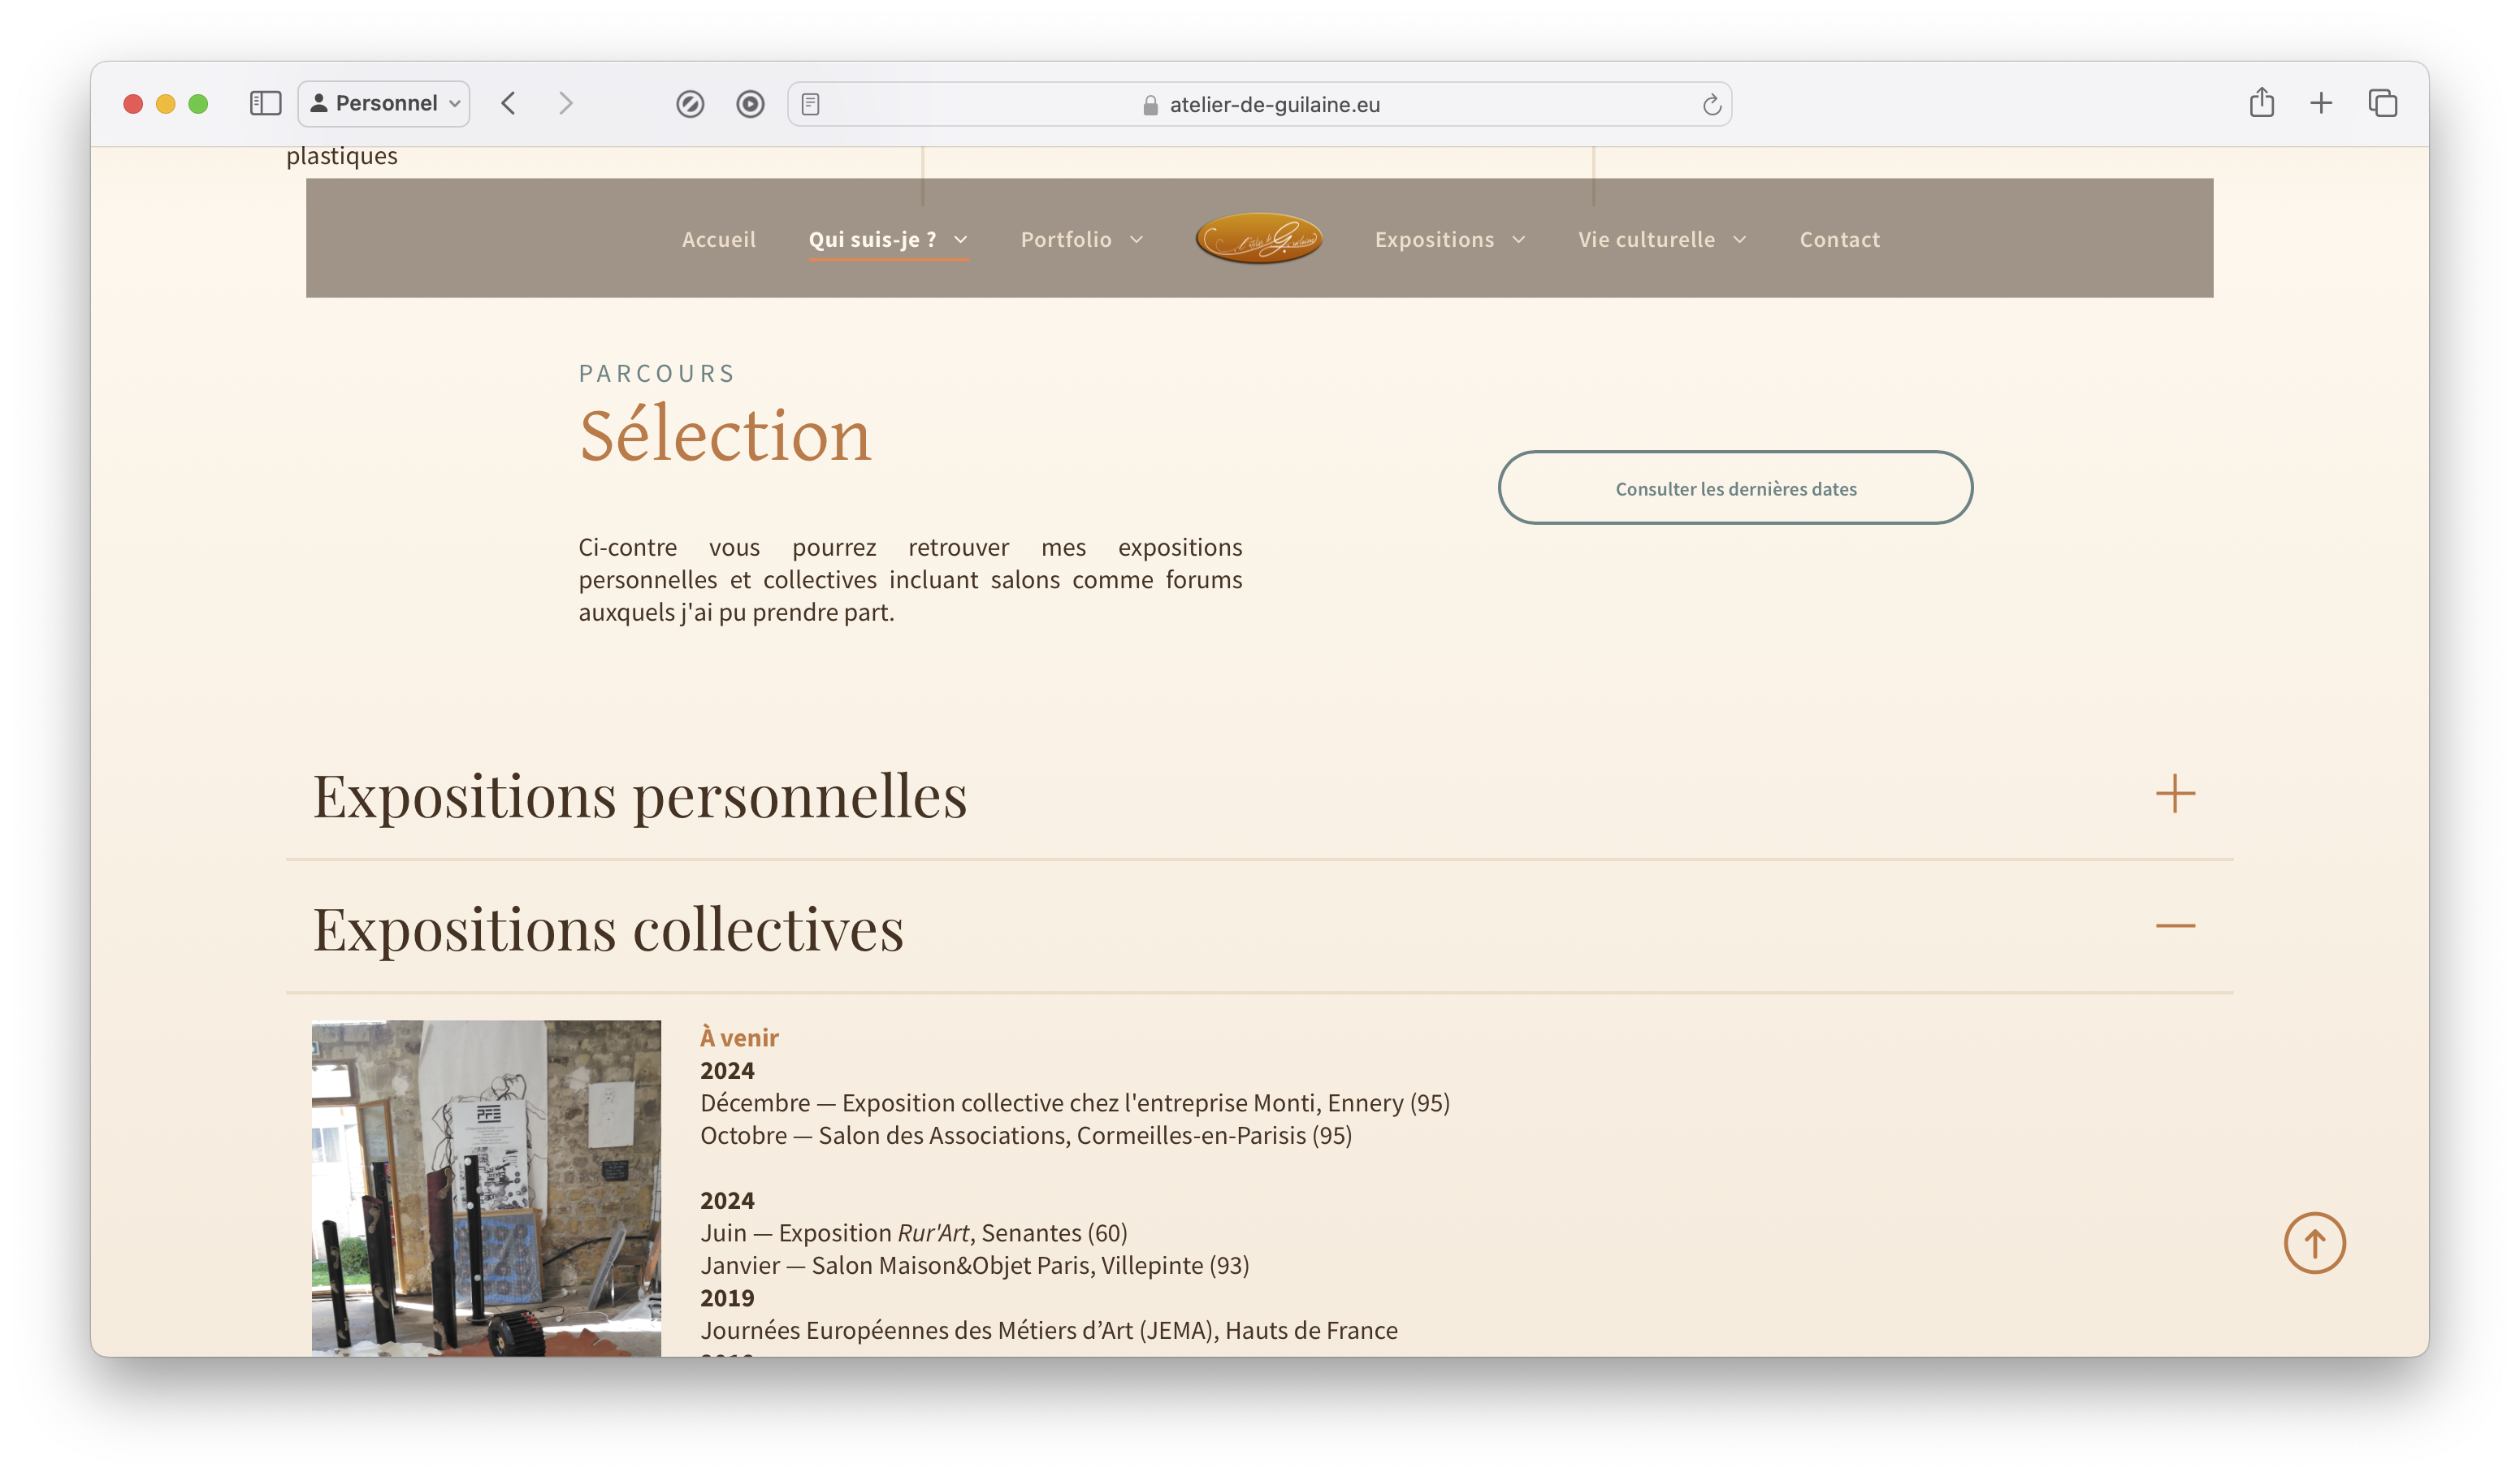 Personnel
atelier-de-guilaine.eu
plastiques
Accueil
Qui suis-je ?
Portfolio
Expositions
Vie culturelle
Contact
PARCOURS
Sélection
Consulter les dernières dates
Ci-contre vous pourrez retrouver mes expositions
personnelles et collectives incluant salons comme forums
auxquels j'ai pu prendre part.
Expositions personnelles
Expositions collectives
PFE
À venir
2024
Décembre — Exposition collective chez l'entreprise Monti, Ennery (95)
Octobre — Salon des Associations, Cormeilles-en-Parisis (95)
2024
Juin — Exposition Rur'Art, Senantes (60)
Janvier — Salon Maison&Objet Paris, Villepinte (93)
2019
Journées Européennes des Métiers d’Art (JEMA), Hauts de France